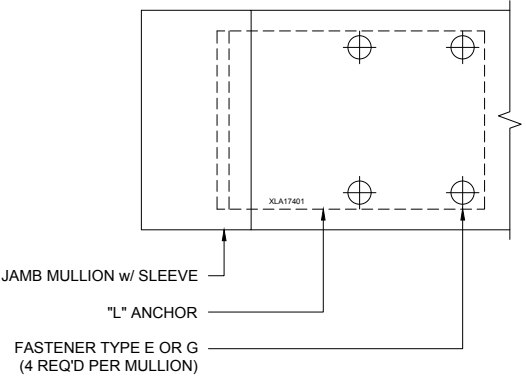 XLA17401
JAMB MULLION w/ SLEEVE
"L" ANCHOR
FASTENER TYPE E OR G
(4 REQ'D PER MULLION)